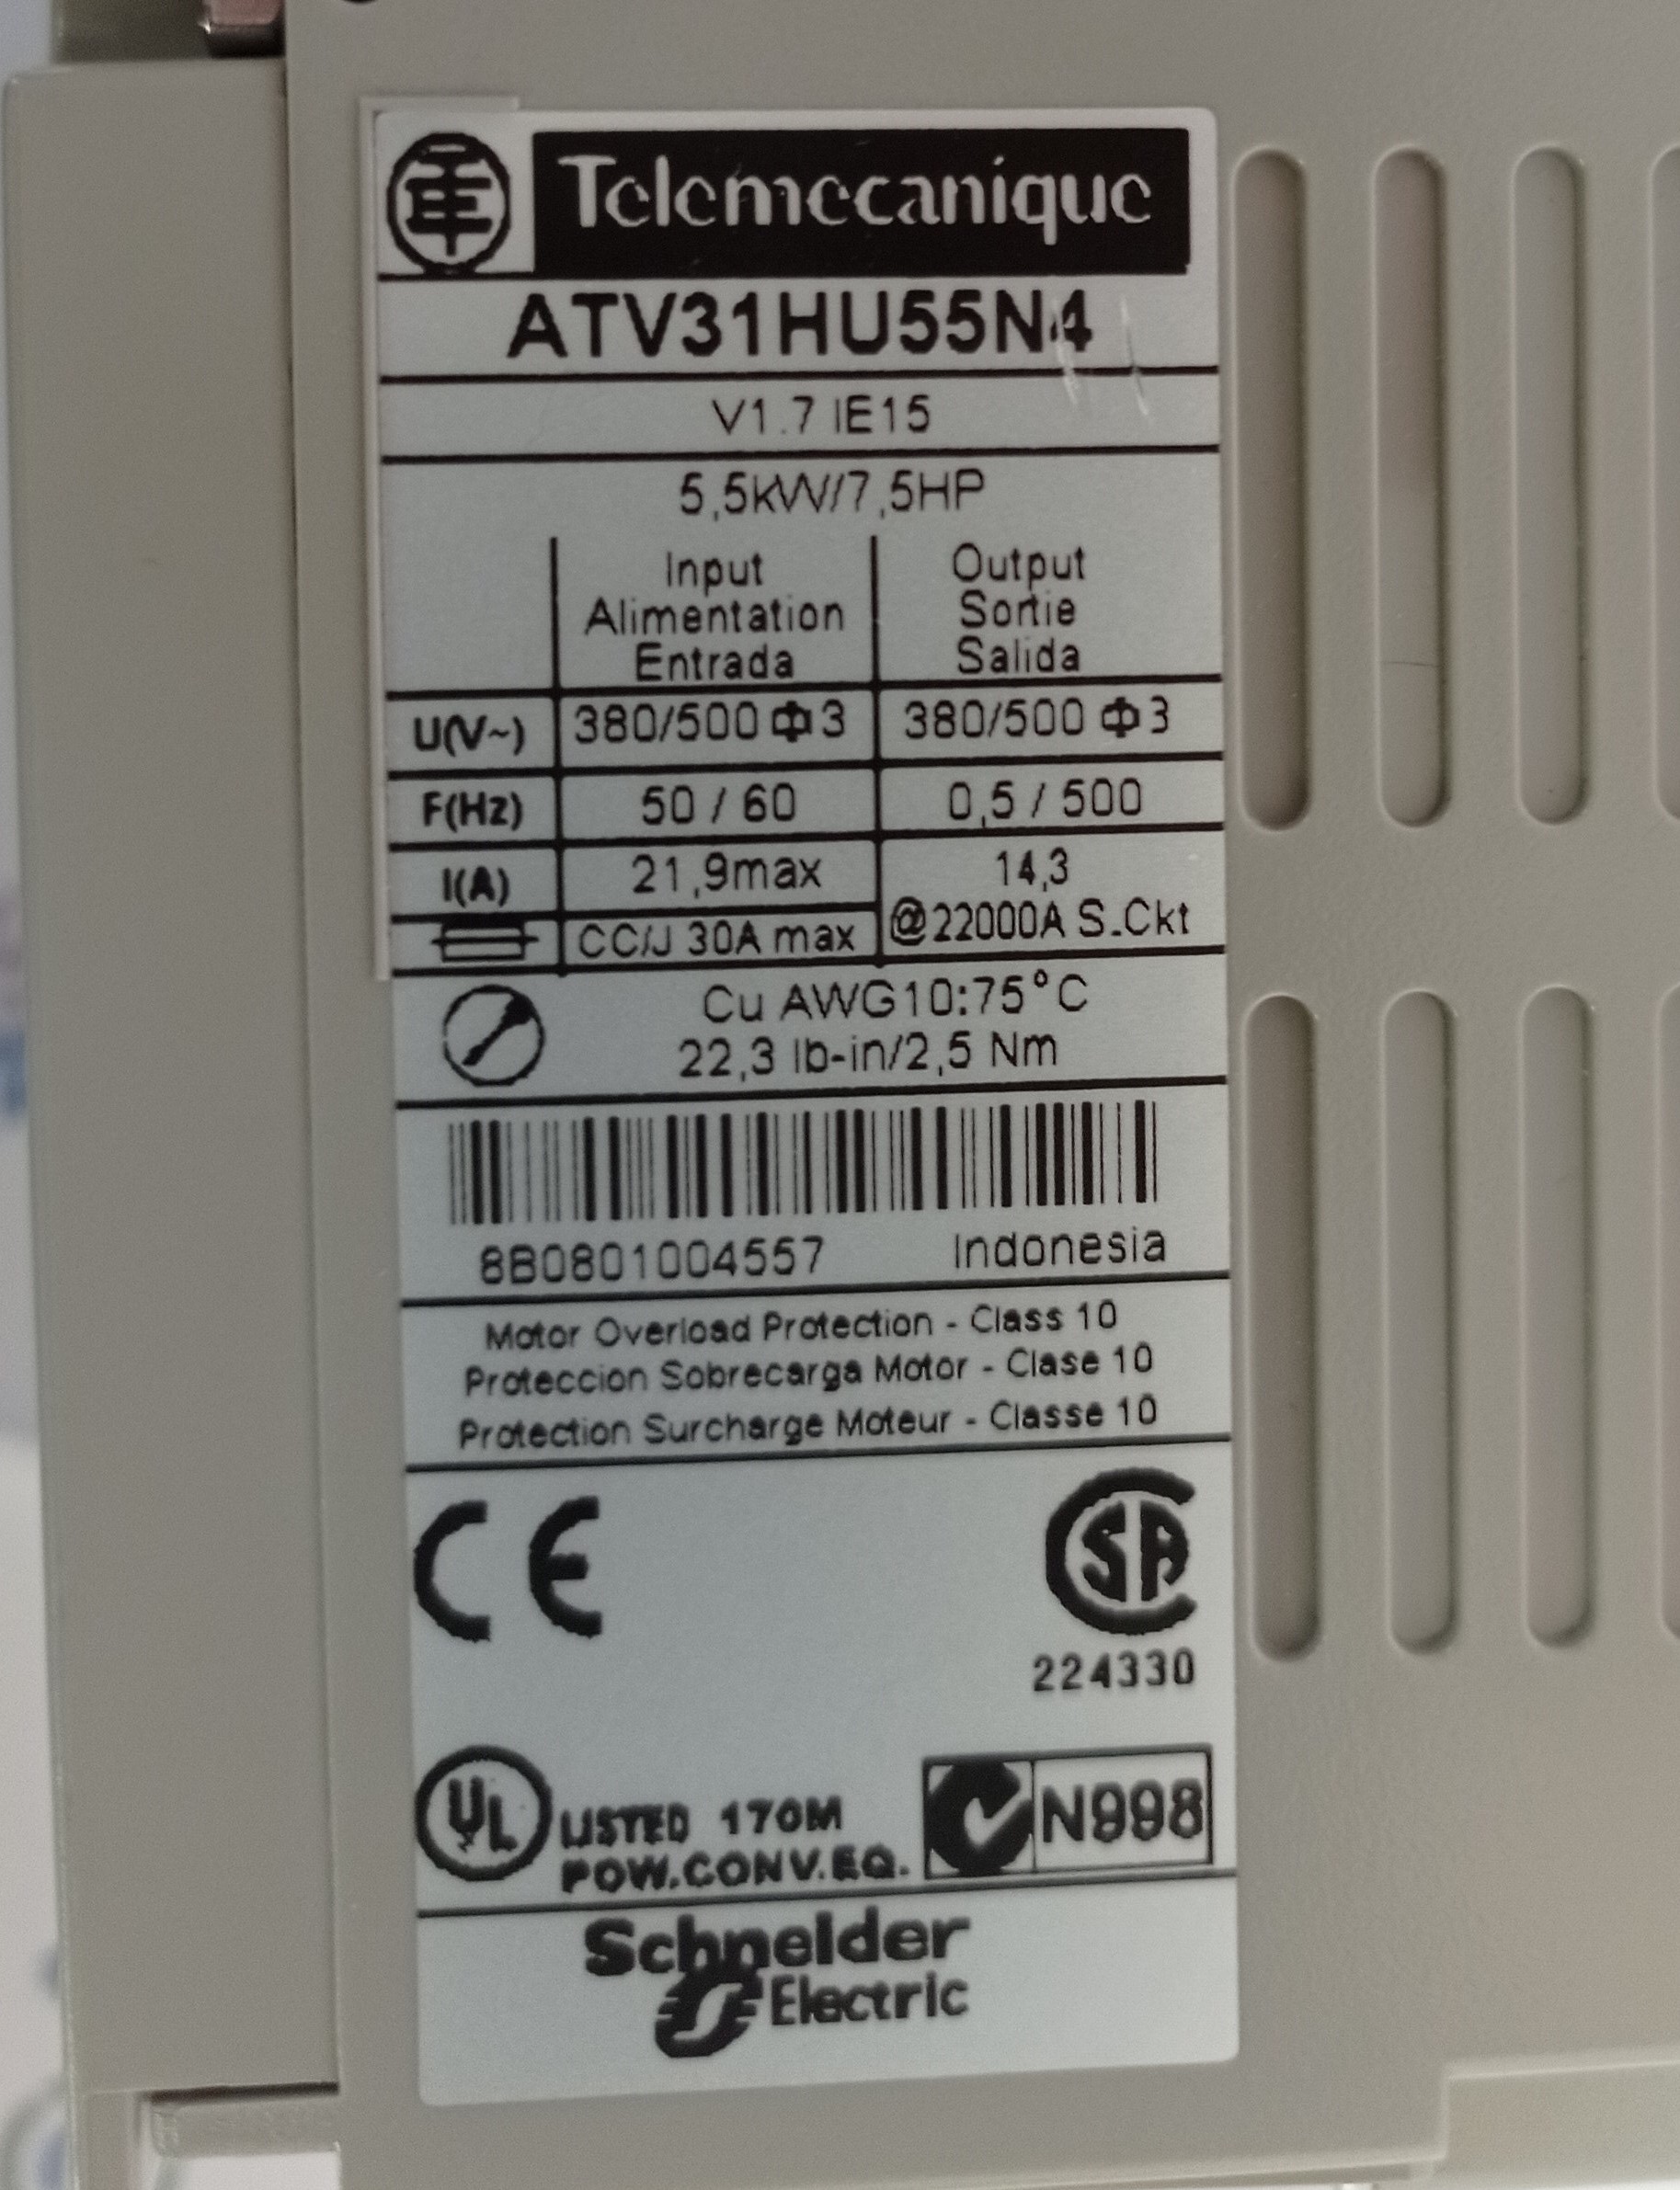 Telemecanique
ATV31HU55N4
V1.7 IE15
5,5kW/7,5HP
Input Output
Alimentation Sortie
Entrada Salida
U(V~) 380/500 Φ 3 380/500 Φ 3
F(Hz) 50 / 60 0,5 / 500
I(A) 21,9max 14,3
CC/J 30A max @22000A S.Ckt
Cu AWG10:75°C
22,3 lb-in/2,5 Nm
8B0801004557 Indonesia
Motor Overload Protection - Class 10
Proteccion Sobrecarga Motor - Clase 10
Protection Surcharge Moteur - Classe 10
CE CSA
224330
UL LISTED 170M N998
POW.CONV.EQ.
Schneider
Electric